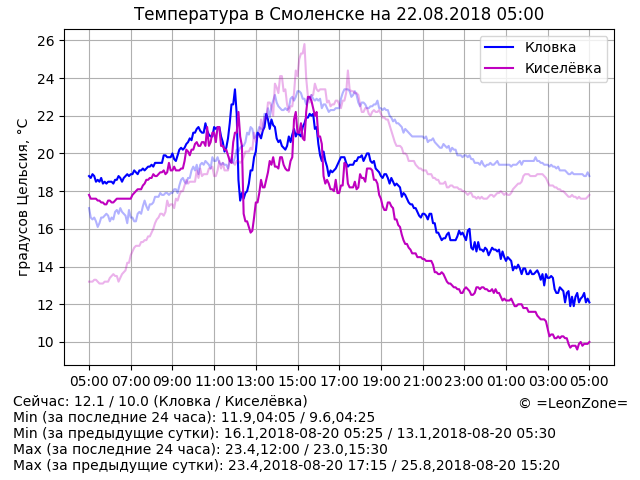 Температура в Смоленске на 22.08.2018 05:00
26
24
22
20
18
16
14
12
10
градусов Цельсия, °C
Кловка
Киселёвка
05:00 07:00 09:00 11:00 13:00 15:00 17:00 19:00 21:00 23:00 01:00 03:00 05:00
Сейчас: 12.1 / 10.0 (Кловка / Киселёвка)
© =LeonZone=
Min (за последние 24 часа): 11.9,04:05 / 9.6,04:25
Min (за предыдущие сутки): 16.1,2018-08-20 05:25 / 13.1,2018-08-20 05:30
Max (за последние 24 часа): 23.4,12:00 / 23.0,15:30
Max (за предыдущие сутки): 23.4,2018-08-20 17:15 / 25.8,2018-08-20 15:20